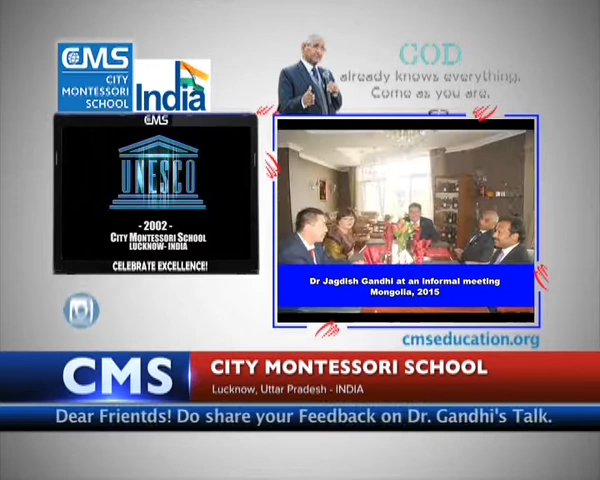 CMS
CITY
MONTESSORI
SCHOOL
India
GOD
already knows everything.
Come as you are.
CMS
UNESCO
- 2002 -
CITY MONTESSORI SCHOOL
LUCKNOW- INDIA
CELEBRATE EXCELLENCE!
Dr Jagdish Gandhi at an Informal meeting
Mongolia, 2015
cmseducation.org
CMS
CITY MONTESSORI SCHOOL
Lucknow, Uttar Pradesh - INDIA
Dear Frientds! Do share your Feedback on Dr. Gandhi's Talk.